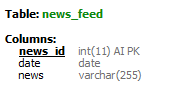 Table: news_feed
Columns:
news_id int(11) AI PK
date date
news varchar(255)